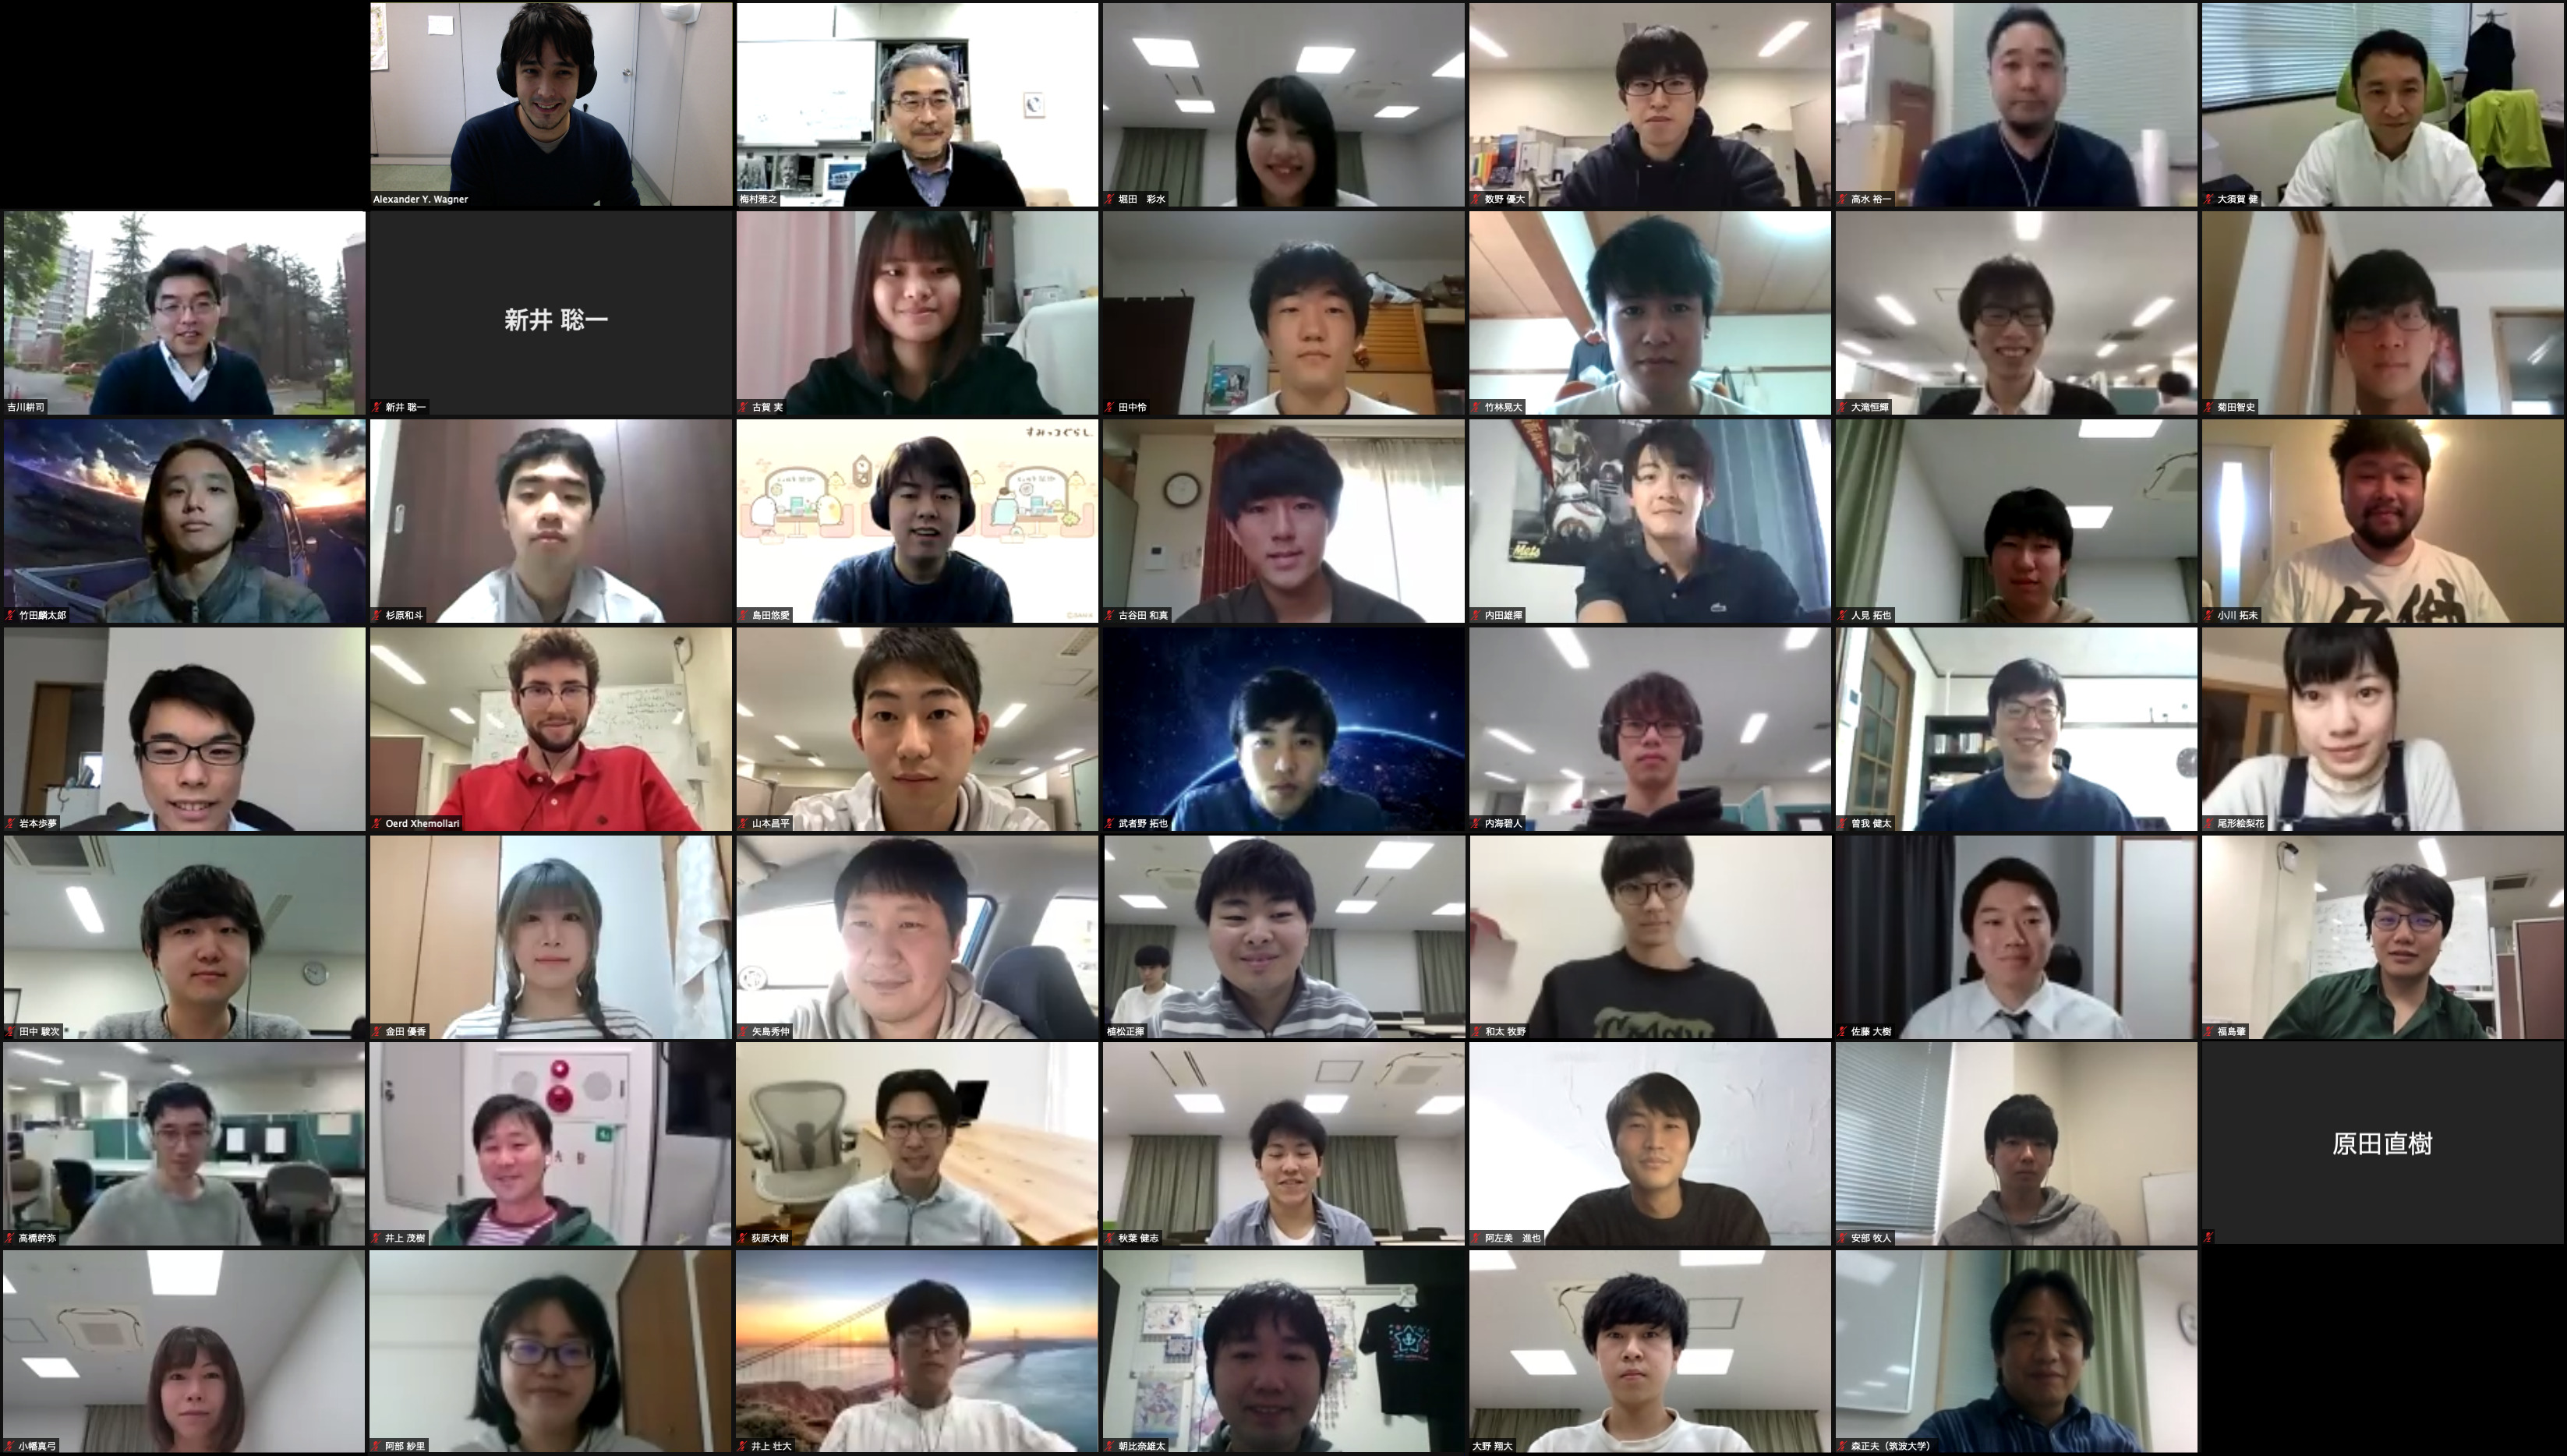 Alexander Y. Wagner
梅村雅之
堀田 彩水
数野 優大
高水 裕一
大須賀 健
吉川耕司
新井 聡一
新井 聡一
古賀 実
田中怜
竹林晃大
大滝恒輝
菊田智史
竹田麟太郎
杉原和斗
すみっコぐらし
島田悠愛
古谷田 和真
Mets
内田雄揮
人見 拓也
小川 拓未
岩本歩夢
Oerd Xhemollari
山本昌平
武者野 拓也
内海碧人
曽我 健太
尾形絵梨花
田中 駿次
金田 優香
矢島秀伸
植松正揮
和太 牧野
佐藤 大樹
福島肇
高橋幹弥
井上 茂樹
荻原大樹
秋葉 健志
阿左美 進也
安部 牧人
原田直樹
小幡真弓
阿部 紗里
井上 壮大
朝比奈雄太
大野 翔大
森正夫（筑波大学）